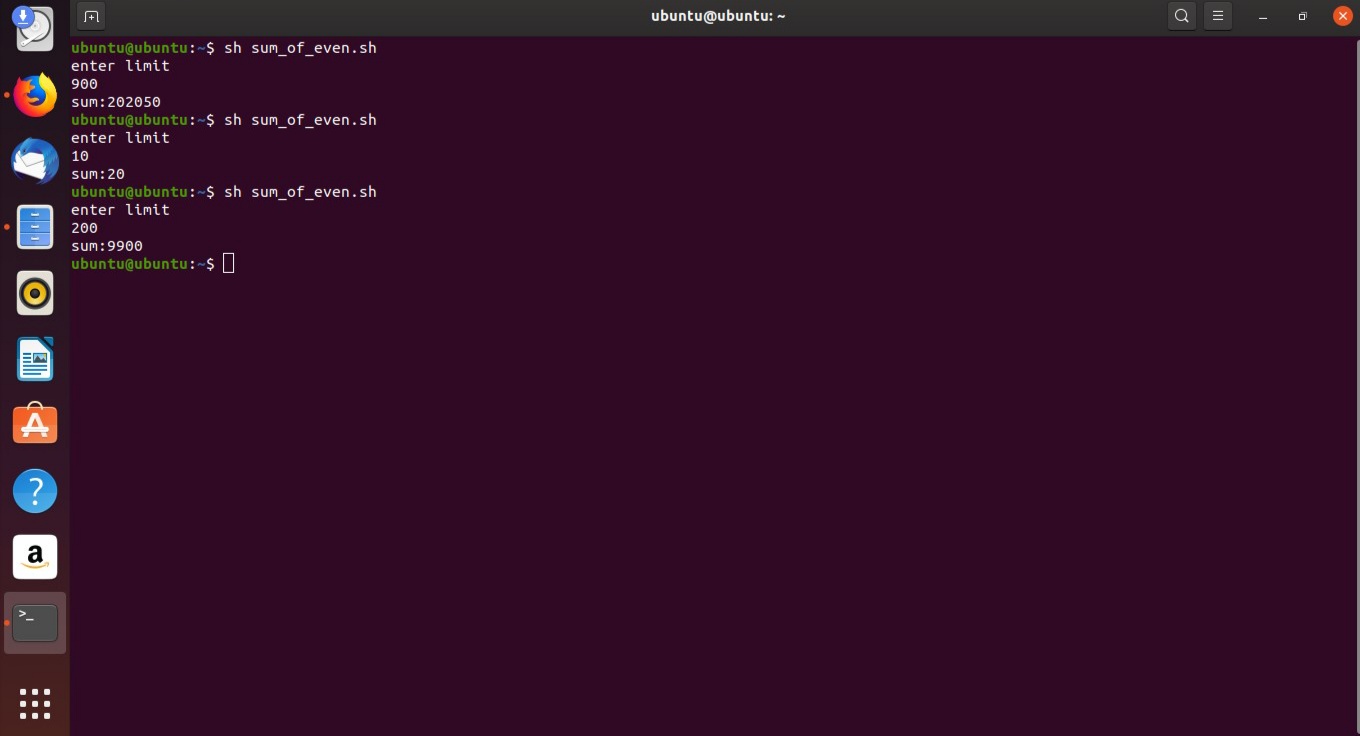 ubuntu@ubuntu: ~
ubuntu@ubuntu:~$ sh sum_of_even.sh
enter limit
900
sum:202050
ubuntu@ubuntu:~$ sh sum_of_even.sh
enter limit
10
sum:20
ubuntu@ubuntu:~$ sh sum_of_even.sh
enter limit
200
sum:9900
ubuntu@ubuntu:~$
?
a
>_